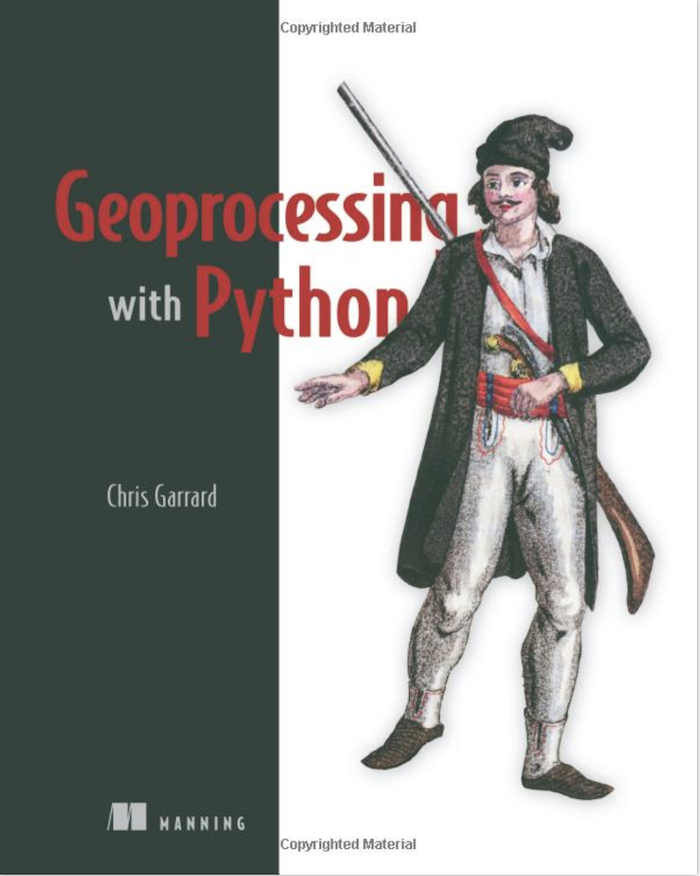 Copyrighted Material
Geoprocessing
with Python
Chris Garrard
MANNING
Copyrighted Material